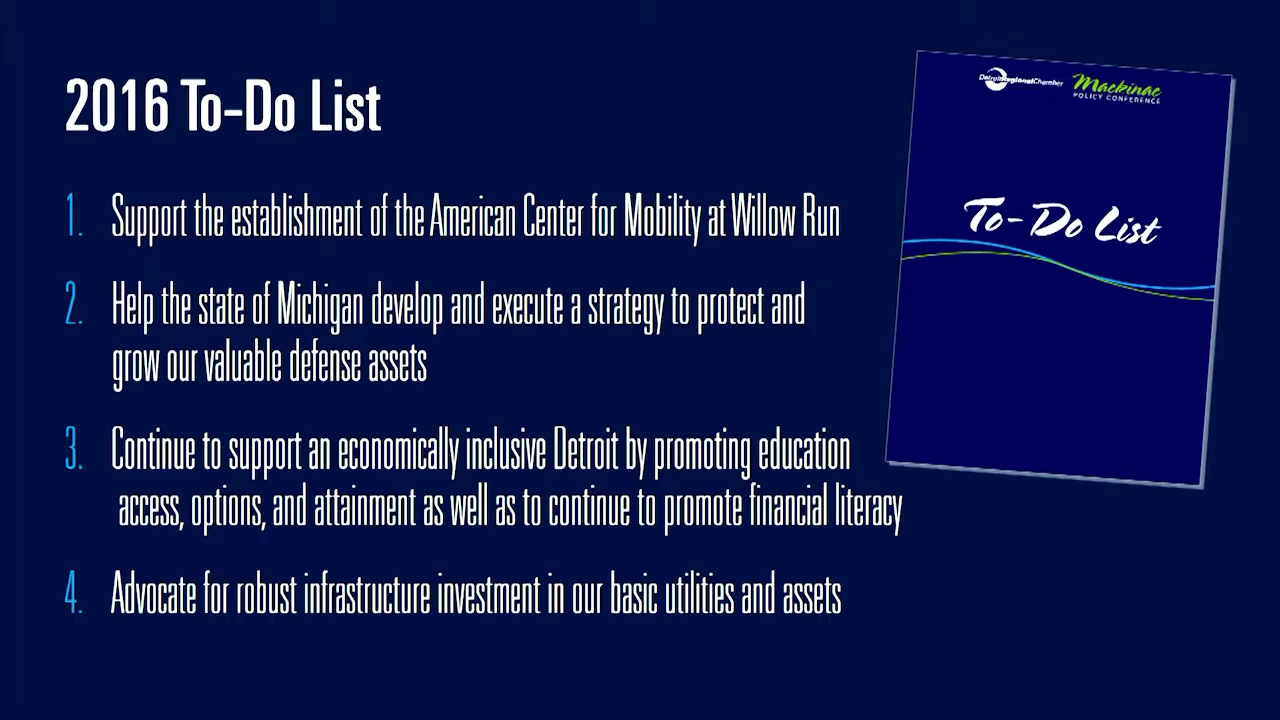 2016 To-Do List
1. Support the establishment of the American Center for Mobility at Willow Run
2. Help the state of Michigan develop and execute a strategy to protect and
grow our valuable defense assets
3. Continue to support an economically inclusive Detroit by promoting education
access, options, and attainment as well as to continue to promote financial literacy
4. Advocate for robust infrastructure investment in our basic utilities and assets
DetroitRegionalChamber
Mackinac
POLICY CONFERENCE
To-Do List